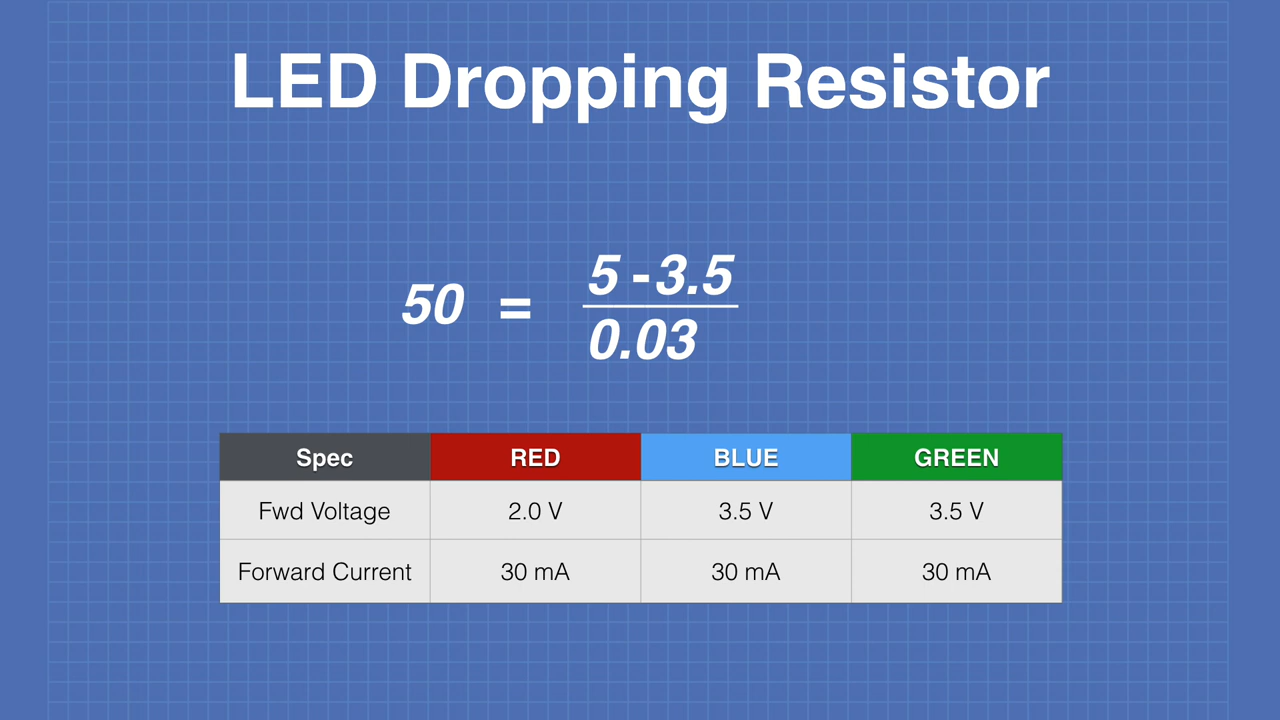 LED Dropping Resistor
50 = 5 - 3.5
0.03
Spec RED BLUE GREEN
Fwd Voltage 2.0 V 3.5 V 3.5 V
Forward Current 30 mA 30 mA 30 mA